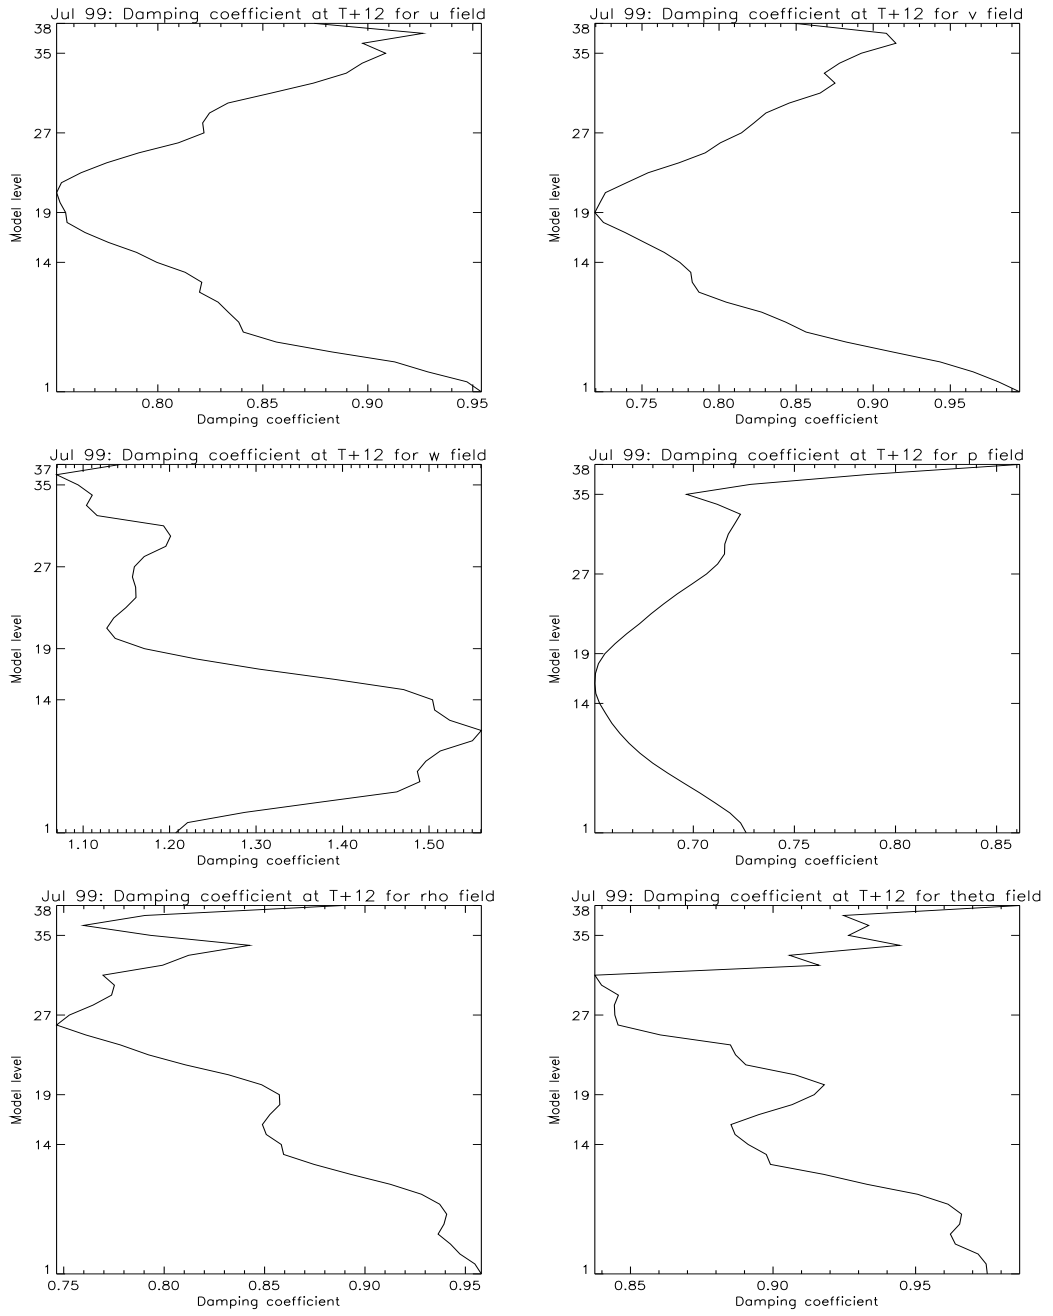 Jul 99: Damping coefficient at T+12 for u field
38
35
27
19
14
1
Model level
0.80 0.85 0.90 0.95
Damping coefficient
Jul 99: Damping coefficient at T+12 for v field
38
35
27
19
14
1
Model level
0.75 0.80 0.85 0.90 0.95
Damping coefficient
Jul 99: Damping coefficient at T+12 for w field
37
35
27
19
14
1
Model level
1.10 1.20 1.30 1.40 1.50
Damping coefficient
Jul 99: Damping coefficient at T+12 for p field
38
35
27
19
14
1
Model level
0.70 0.75 0.80 0.85
Damping coefficient
Jul 99: Damping coefficient at T+12 for rho field
38
35
27
19
14
1
Model level
0.75 0.80 0.85 0.90 0.95
Damping coefficient
Jul 99: Damping coefficient at T+12 for theta field
38
35
27
19
14
1
Model level
0.85 0.90 0.95
Damping coefficient